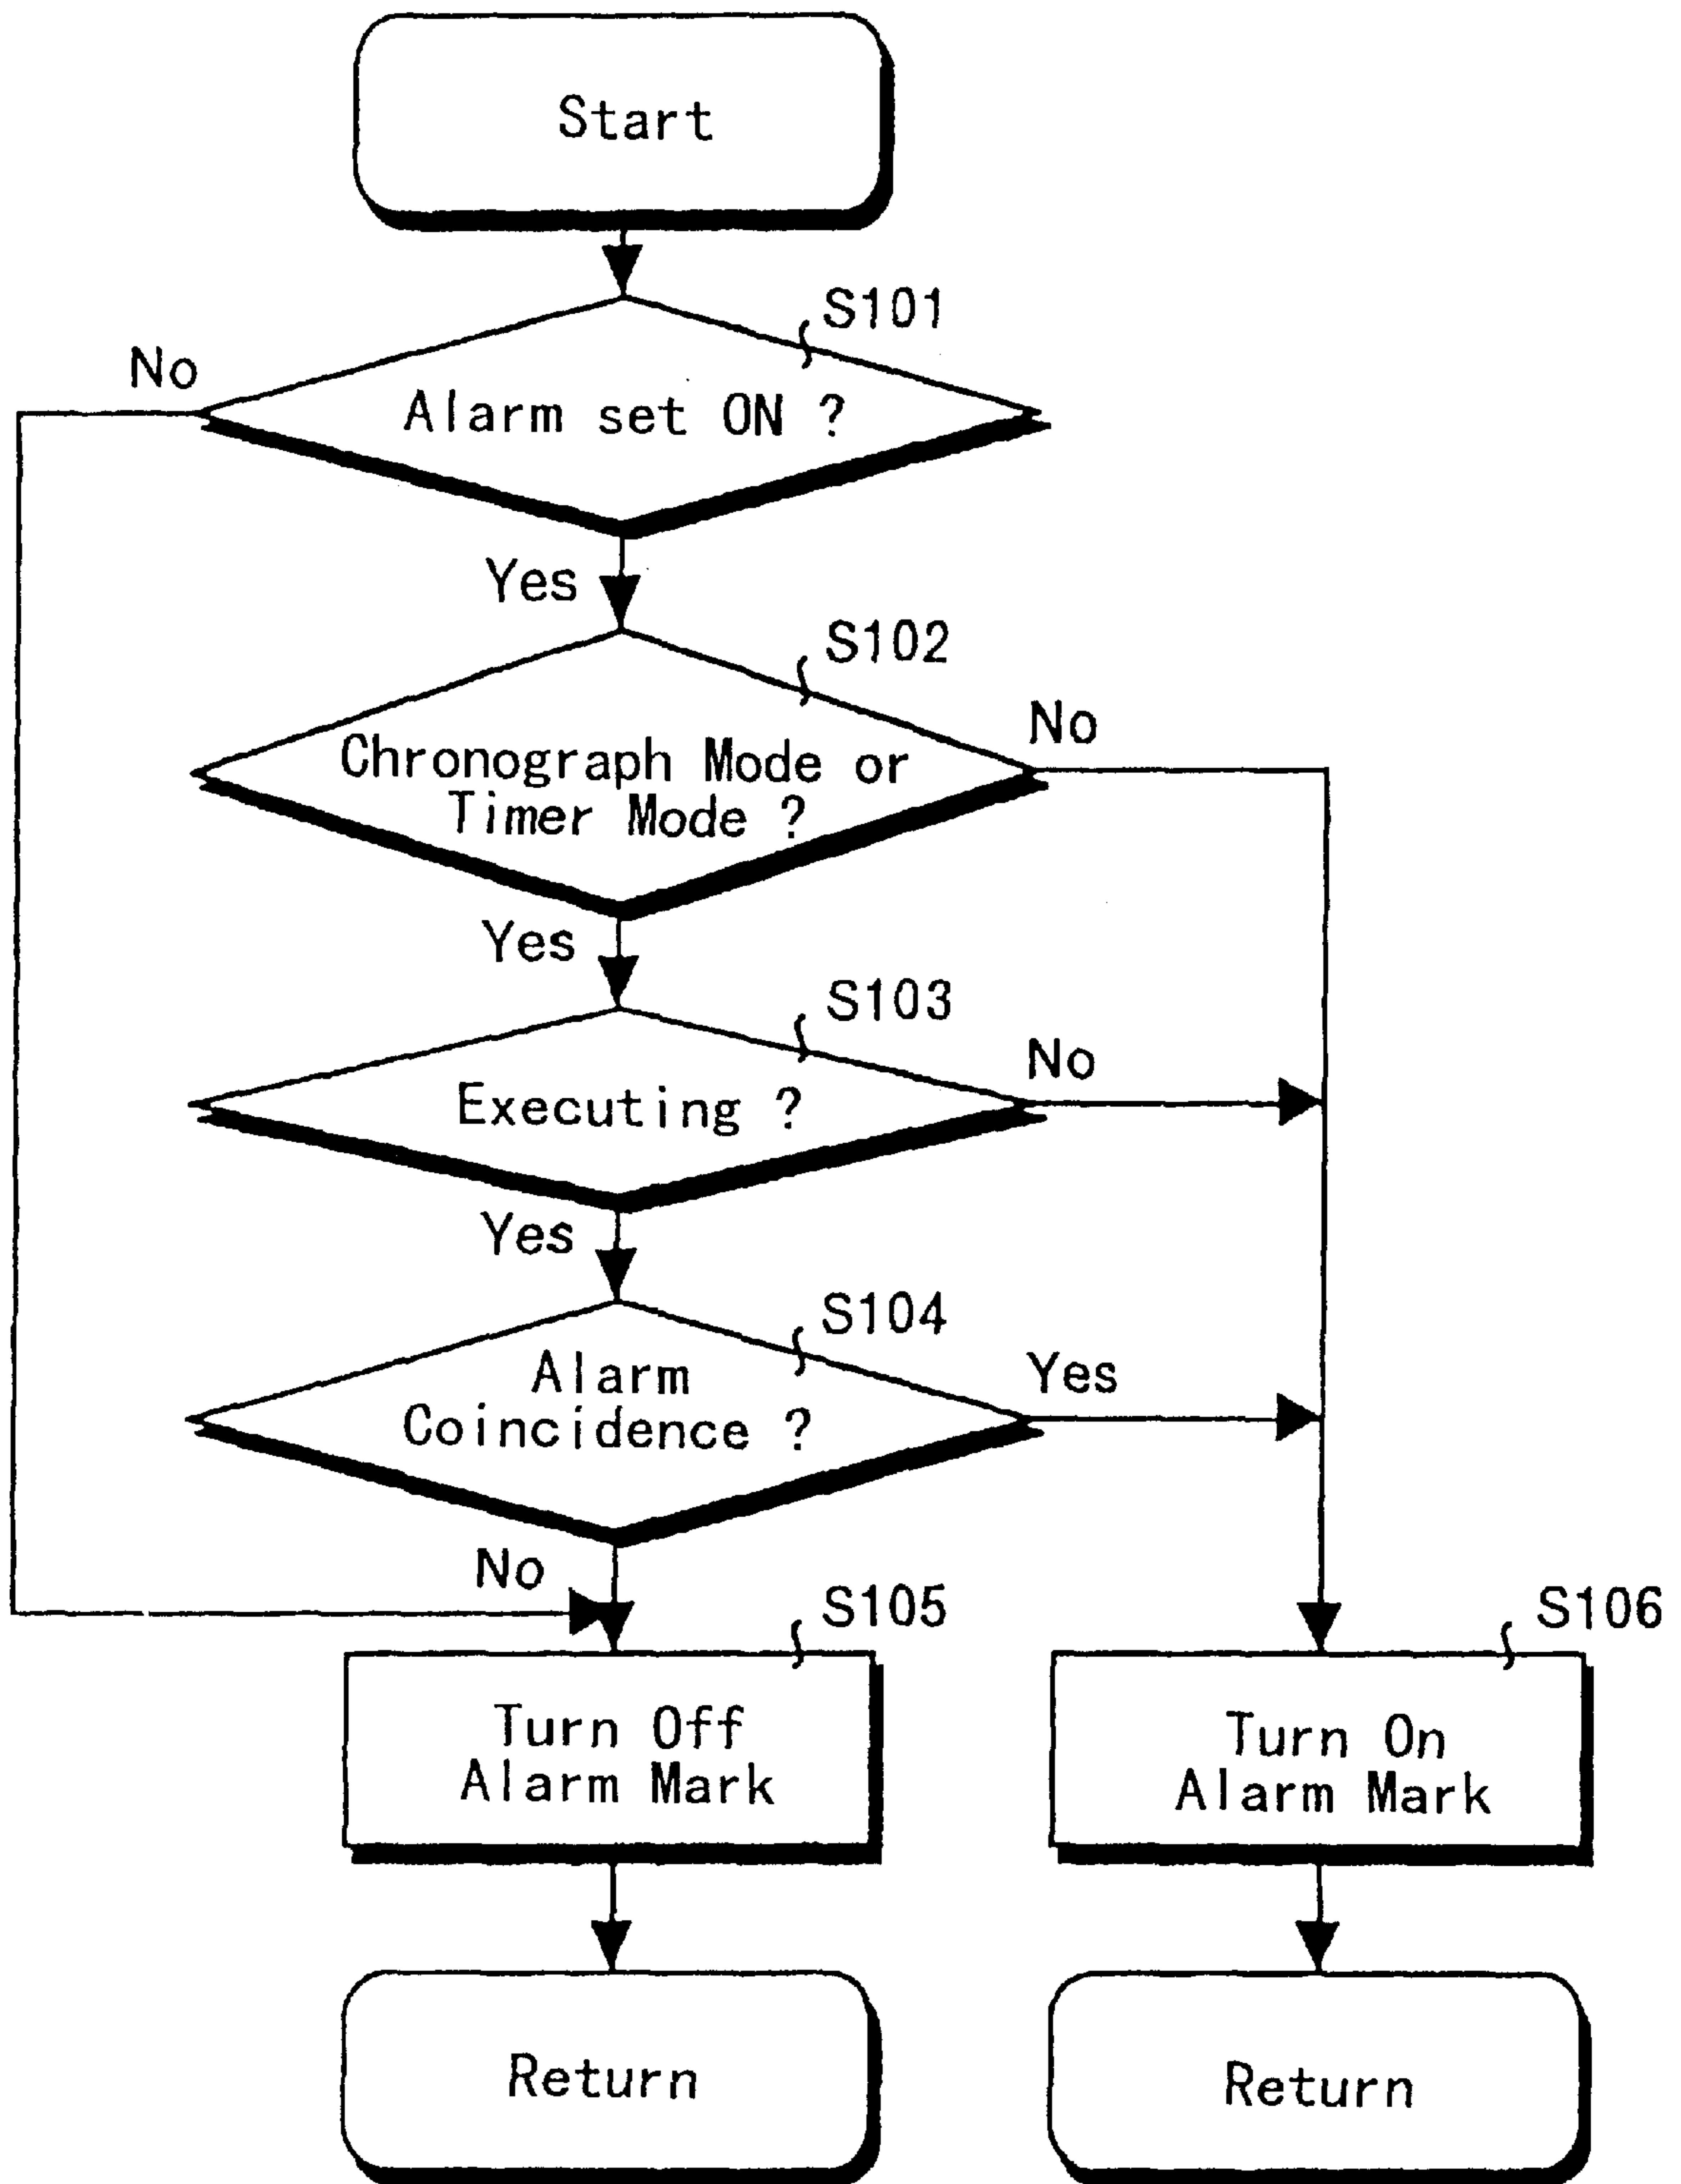 Start
S101
No
Alarm set ON ?
Yes
S102
No
Chronograph Mode or
Timer Mode ?
Yes
S103
No
Executing ?
Yes
S104
Alarm
Yes
Coincidence ?
No
S105
S106
Turn Off
Alarm Mark
Turn On
Alarm Mark
Return
Return